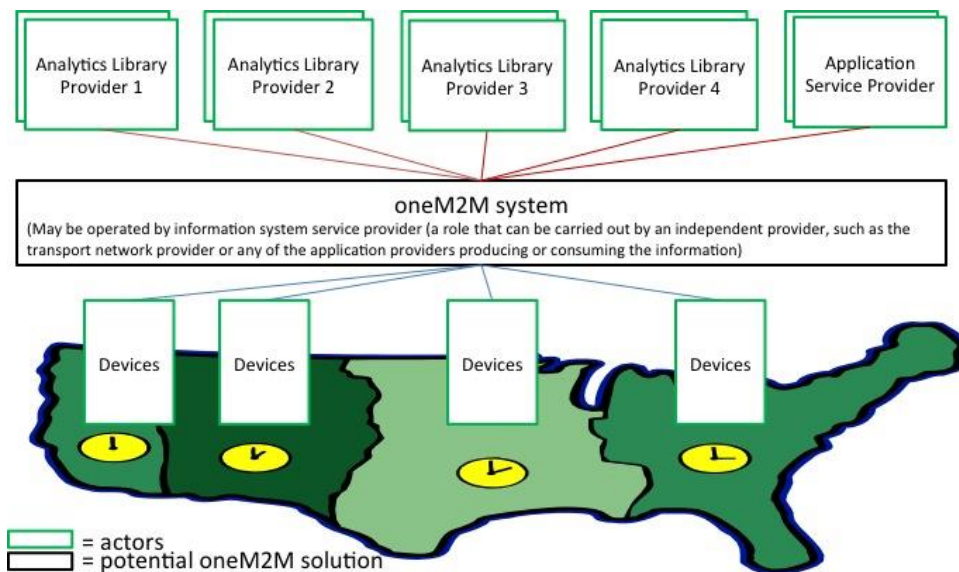 Analytics Library
Provider 1
Analytics Library
Provider 2
Analytics Library
Provider 3
Analytics Library
Provider 4
Application
Service Provider
oneM2M system
(May be operated by information system service provider (a role that can be carried out by an independent provider, such as the
transport network provider or any of the application providers producing or consuming the information)
Devices
Devices
Devices
Devices
= actors
= potential oneM2M solution